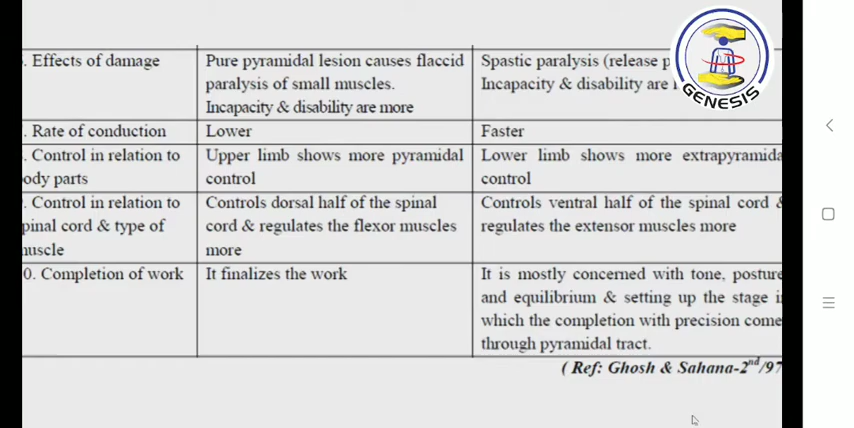 . Effects of damage
Pure pyramidal lesion causes flaccid
paralysis of small muscles.
Incapacity & disability are more
Spastic paralysis (release p
Incapacity & disability are
GENESIS
. Rate of conduction
Lower
Faster
. Control in relation to
ody parts
Upper limb shows more pyramidal
control
Lower limb shows more extrapyramida
control
. Control in relation to
pinal cord & type of
nuscle
Controls dorsal half of the spinal
cord & regulates the flexor muscles
more
Controls ventral half of the spinal cord &
regulates the extensor muscles more
0. Completion of work
It finalizes the work
It is mostly concerned with tone, posture
and equilibrium & setting up the stage i
which the completion with precision come
through pyramidal tract.
( Ref: Ghosh & Sahana-2nd/97